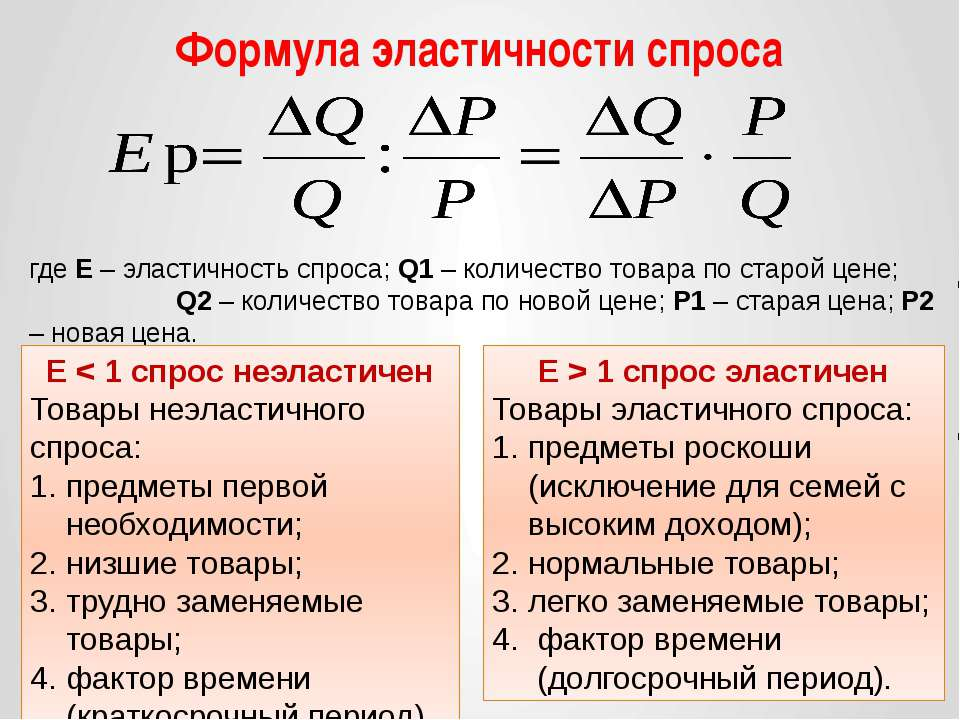 Формула эластичности спроса
Eр= ΔQ/Q : ΔP/P = ΔQ/ΔP · P/Q
где E – эластичность спроса; Q1 – количество товара по старой цене;
Q2 – количество товара по новой цене; P1 – старая цена; P2
– новая цена.
E < 1 спрос неэластичен
Товары неэластичного
спроса:
1. предметы первой
необходимости;
2. низшие товары;
3. трудно заменяемые
товары;
4. фактор времени
(краткосрочный период)
E > 1 спрос эластичен
Товары эластичного спроса:
1. предметы роскоши
(исключение для семей с
высоким доходом);
2. нормальные товары;
3. легко заменяемые товары;
4. фактор времени
(долгосрочный период).